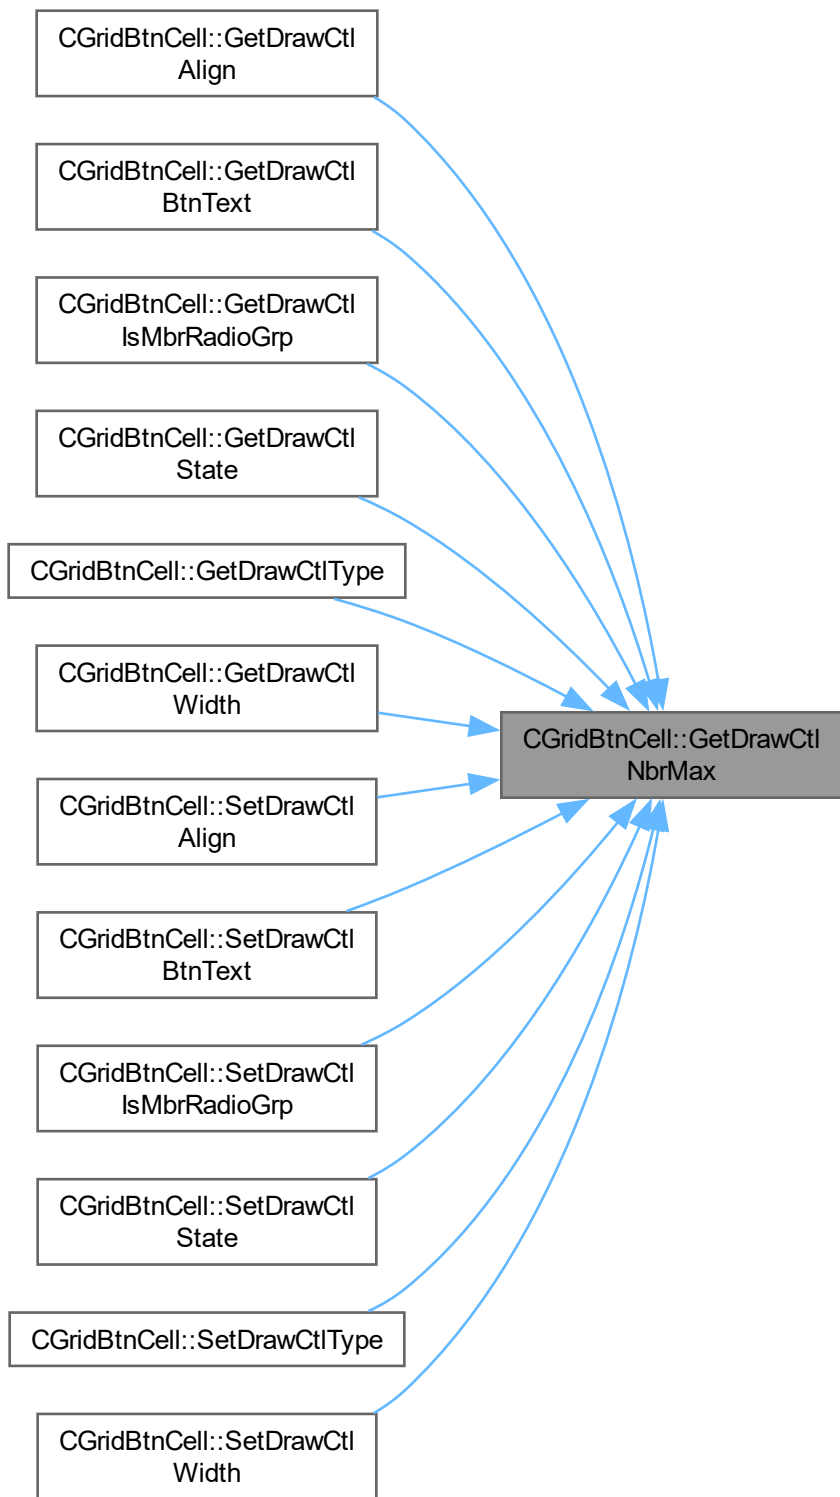 CGridBtnCell::GetDrawCtl
Align
CGridBtnCell::GetDrawCtl
BtnText
CGridBtnCell::GetDrawCtl
IsMbrRadioGrp
CGridBtnCell::GetDrawCtl
State
CGridBtnCell::GetDrawCtlType
CGridBtnCell::GetDrawCtl
Width
CGridBtnCell::GetDrawCtl
NbrMax
CGridBtnCell::SetDrawCtl
Align
CGridBtnCell::SetDrawCtl
BtnText
CGridBtnCell::SetDrawCtl
IsMbrRadioGrp
CGridBtnCell::SetDrawCtl
State
CGridBtnCell::SetDrawCtlType
CGridBtnCell::SetDrawCtl
Width